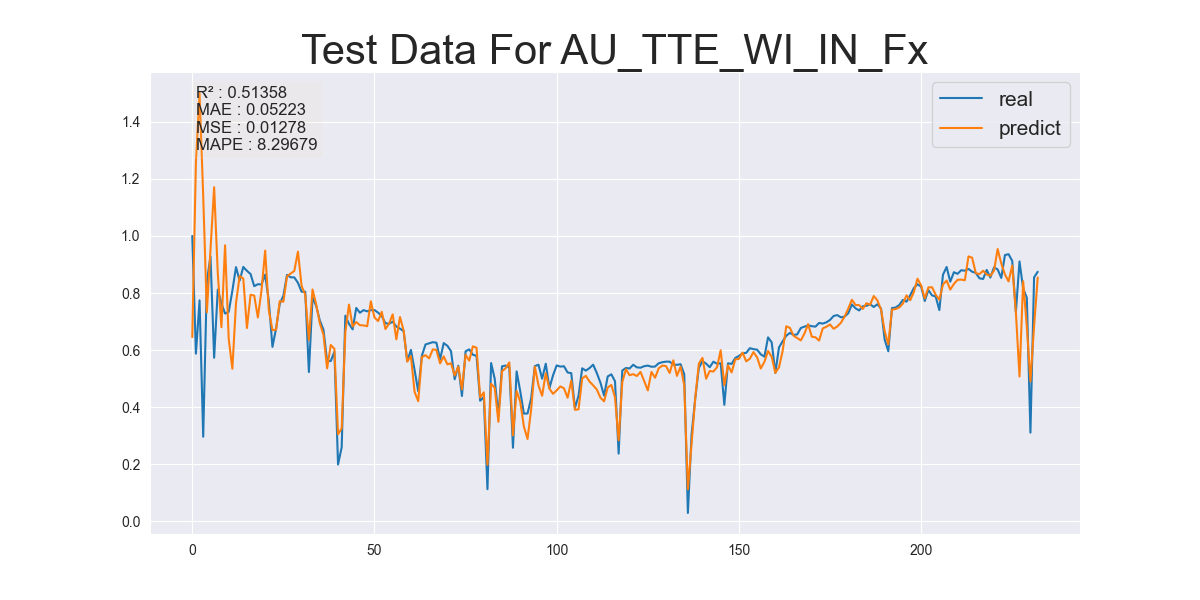 Test Data For AU_TTE_WI_IN_Fx
R² : 0.51358
MAE : 0.05223
MSE : 0.01278
MAPE : 8.29679
real
predict
1.4
1.2
1.0
0.8
0.6
0.4
0.2
0.0
0 50 100 150 200